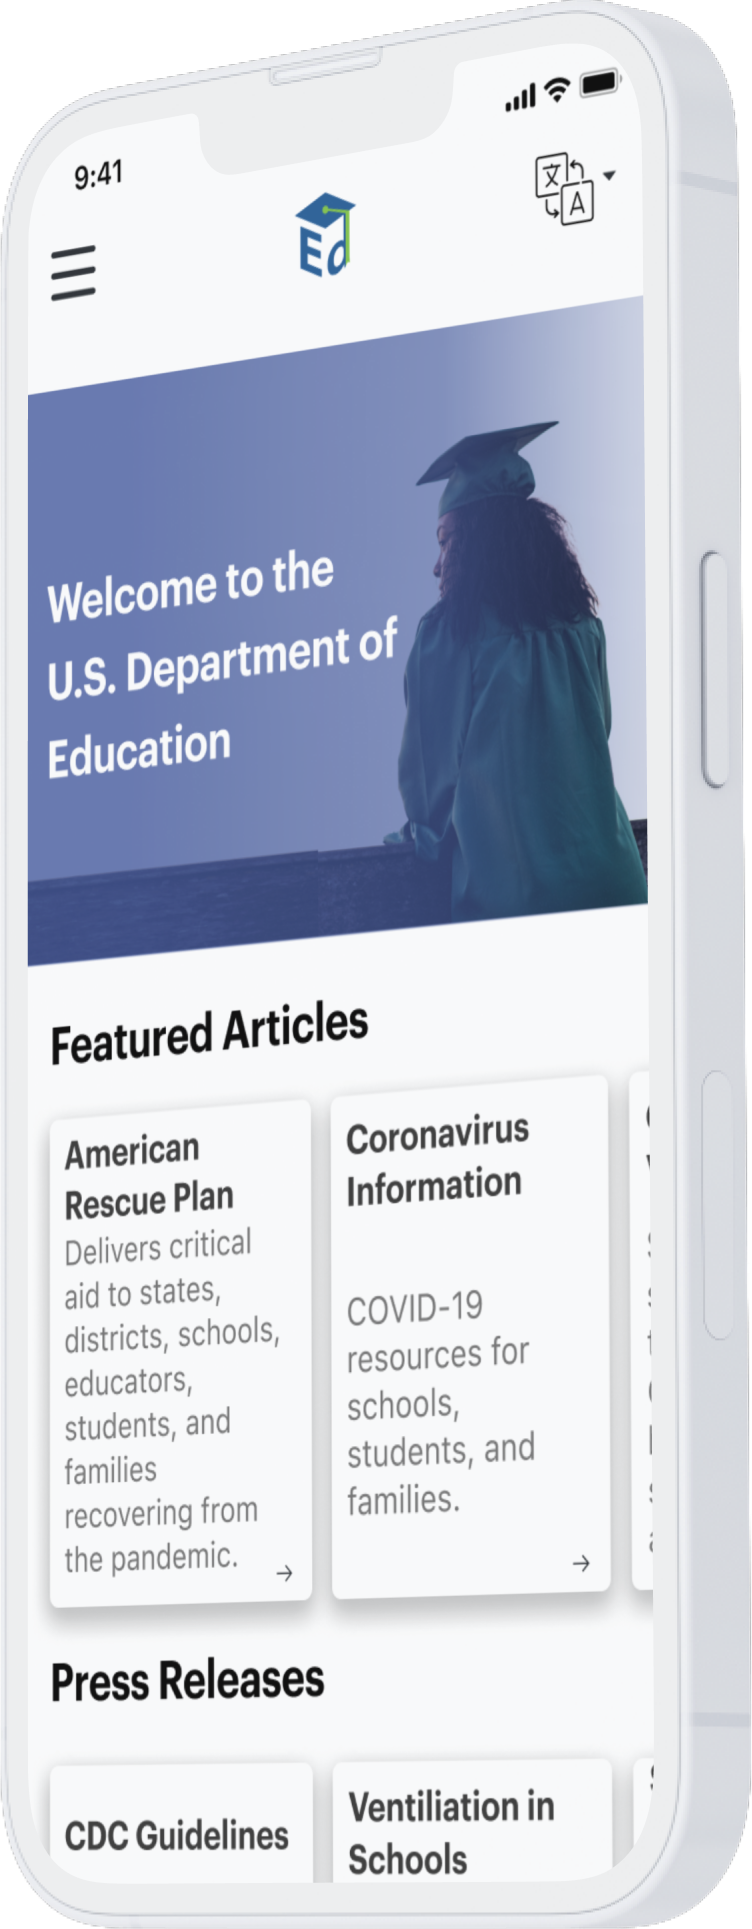 9:41
文
A
Ed
Welcome to the
U.S. Department of
Education
Featured Articles
American
Rescue Plan
Delivers critical
aid to states,
districts, schools,
educators,
students, and
families
recovering from
the pandemic.
→
Coronavirus
Information
COVID-19
resources for
schools,
students, and
families.
→
Press Releases
CDC Guidelines
Ventiliation in
Schools